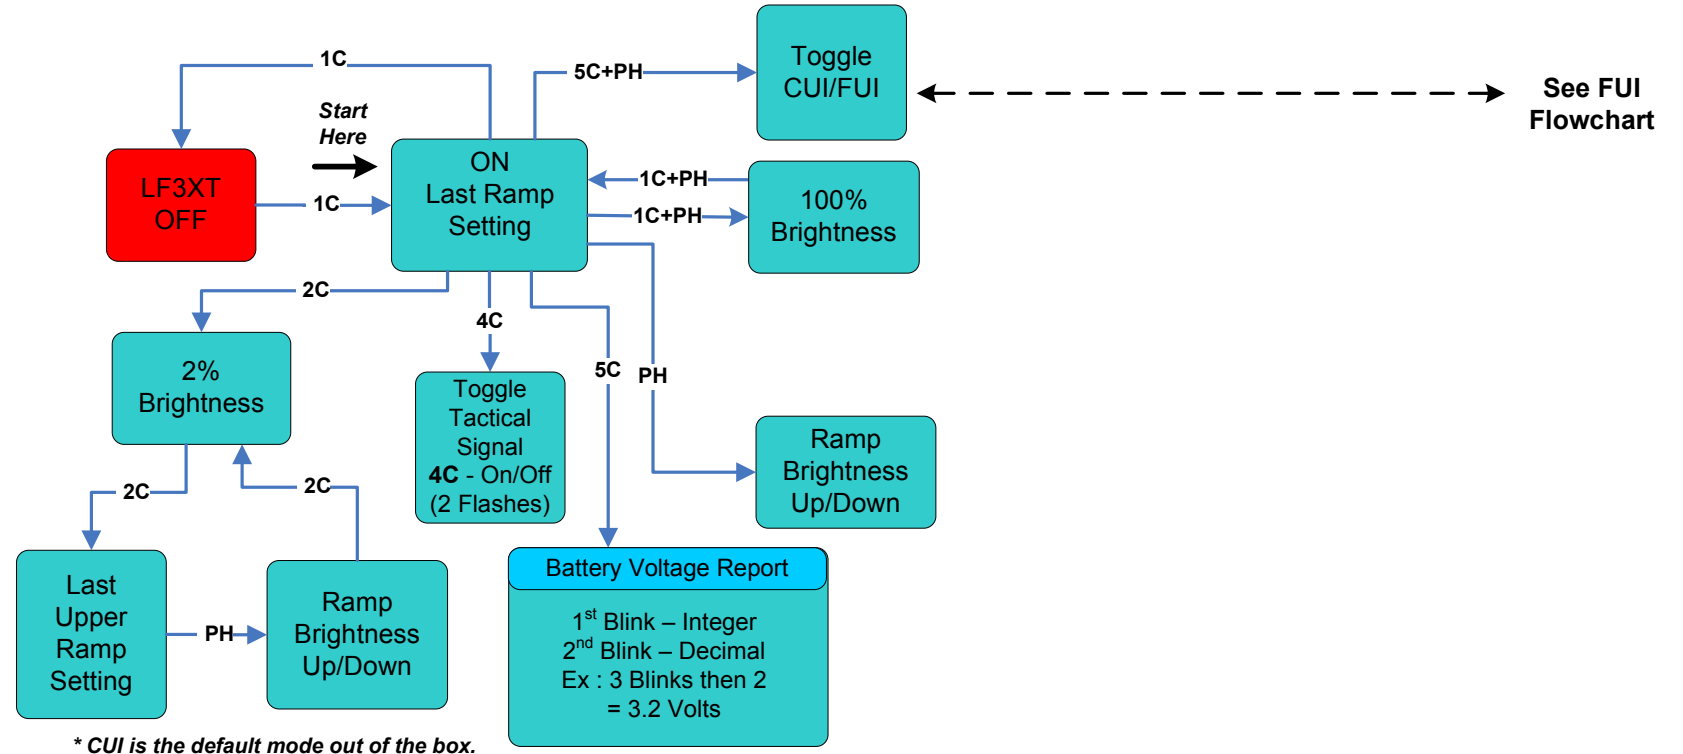 1C
5C+PH
Toggle
CUI/FUI
See FUI
Flowchart
Start
Here
LF3XT
OFF
1C
ON
Last Ramp
Setting
1C+PH
1C+PH
100%
Brightness
2C
4C
5C
PH
2%
Brightness
Toggle
Tactical
Signal
4C - On/Off
(2 Flashes)
Ramp
Brightness
Up/Down
2C
2C
Last
Upper
Ramp
Setting
PH
Ramp
Brightness
Up/Down
Battery Voltage Report
1st Blink – Integer
2nd Blink – Decimal
Ex : 3 Blinks then 2
= 3.2 Volts
* CUI is the default mode out of the box.